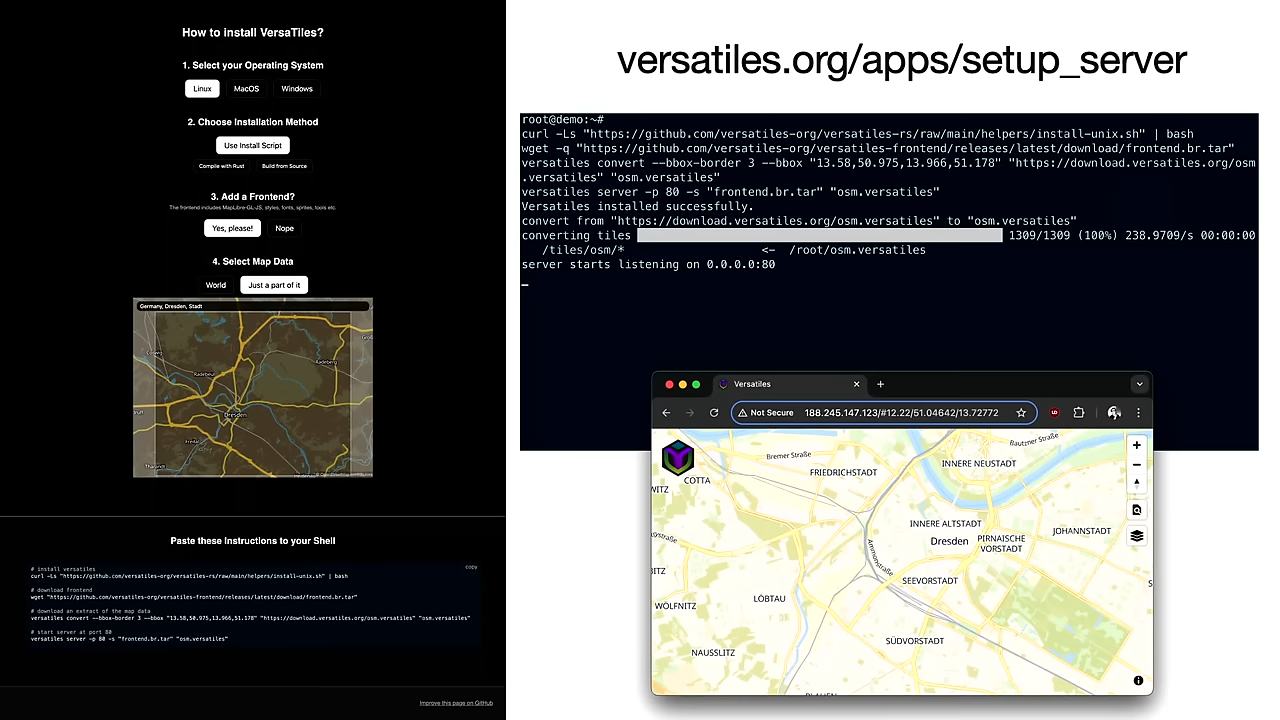 How to install VersaTiles?
1. Select your Operating System
Linux MacOS Windows
2. Choose Installation Method
Use Install Script
Compile with Rust Build from Source
3. Add a Frontend?
The frontend includes MapLibre-GL-JS, styles, fonts, sprites, tools etc.
Yes, please! Nope
4. Select Map Data
World Just a part of it
Germany, Dresden, Stadt
Coswig
Radeberg
Radebeul
Dresden
Freital
Tharandt
Paste these Instructions to your Shell
copy
# install versatiles
curl -Ls "https://github.com/versatiles-org/versatiles-rs/raw/main/helpers/install-unix.sh" | bash
# download frontend
wget "https://github.com/versatiles-org/versatiles-frontend/releases/latest/download/frontend.br.tar"
# download an extract of the map data
versatiles convert --bbox-border 3 --bbox "13.58,50.975,13.966,51.178" "https://download.versatiles.org/osm.versatiles" "osm.versatiles"
# start server at port 80
versatiles server -p 80 -s "frontend.br.tar" "osm.versatiles"
Improve this page on GitHub
versatiles.org/apps/setup_server
root@demo:~#
curl -Ls "https://github.com/versatiles-org/versatiles-rs/raw/main/helpers/install-unix.sh" | bash
wget -q "https://github.com/versatiles-org/versatiles-frontend/releases/latest/download/frontend.br.tar"
versatiles convert --bbox-border 3 --bbox "13.58,50.975,13.966,51.178" "https://download.versatiles.org/osm
.versatiles" "osm.versatiles"
versatiles server -p 80 -s "frontend.br.tar" "osm.versatiles"
Versatiles installed successfully.
convert from "https://download.versatiles.org/osm.versatiles" to "osm.versatiles"
converting tiles 1309/1309 (100%) 238.9709/s 00:00:00
/tiles/osm/* <- /root/osm.versatiles
server starts listening on 0.0.0.0:80
Versatiles
Not Secure 188.245.147.123/#12.22/51.04642/13.72772
Bautzner Straße
Bremer Straße
INNERE NEUSTADT
FRIEDRICHSTADT
COTTA
WITZ
INNERE ALTSTADT
JOHANNSTADT
Dresden
PIRNAISCHE
VORSTADT
Ammonstraße
SEEVORSTADT
LÖBTAU
WÖLFNITZ
SÜDVORSTADT
NAUSSLITZ
PLAUEN